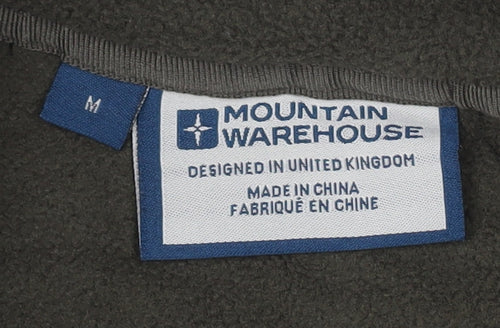 M
MOUNTAIN
WAREHOUSE
DESIGNED IN UNITED KINGDOM
MADE IN CHINA
FABRIQUÉ EN CHINE